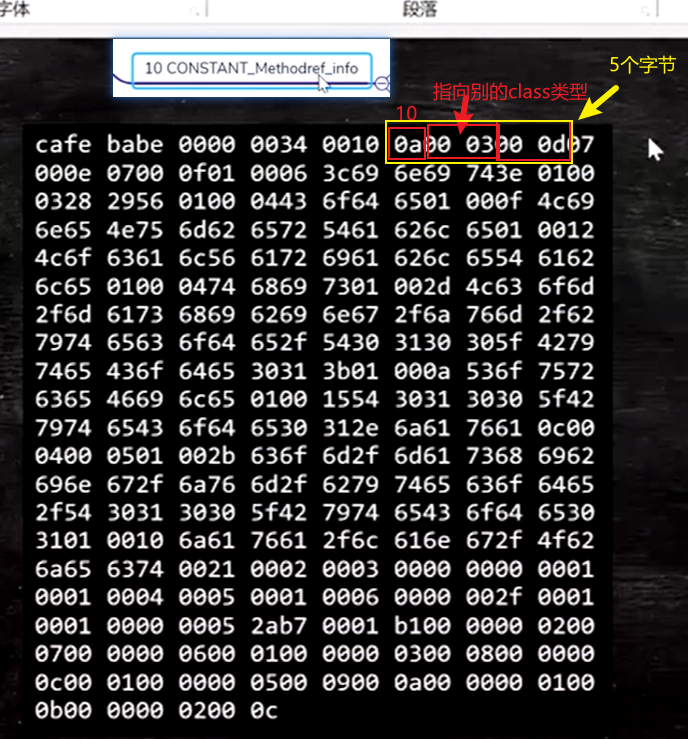 字体
段落
10 CONSTANT_Methodref_info
5个字节
指向别的class类型
10
cafe babe 0000 0034 0010 0a00 0300 0d07
000e 0700 0f01 0006 3c69 6e69 743e 0100
0328 2956 0100 0443 6f64 6501 000f 4c69
6e65 4e75 6d62 6572 5461 626c 6501 0012
4c6f 6361 6c56 6172 6961 626c 6554 6162
6c65 0100 0474 6869 7301 002d 4c63 6f6d
2f6d 6173 6869 6269 6e67 2f6a 766d 2f62
7974 6563 6f64 652f 5430 3130 305f 4279
7465 436f 6465 3031 3b01 000a 536f 7572
6365 4669 6c65 0100 1554 3031 3030 5f42
7974 6543 6f64 6530 312e 6a61 7661 0c00
0400 0501 002b 636f 6d2f 6d61 7368 6962
696e 672f 6a76 6d2f 6279 7465 636f 6465
2f54 3031 3030 5f42 7974 6543 6f64 6530
3101 0010 6a61 7661 2f6c 616e 672f 4f62
6a65 6374 0021 0002 0003 0000 0000 0001
0001 0004 0005 0001 0006 0000 002f 0001
0001 0000 0005 2ab7 0001 b100 0000 0200
0700 0000 0600 0100 0000 0300 0800 0000
0c00 0100 0000 0500 0900 0a00 0000 0100
0b00 0000 0200 0c